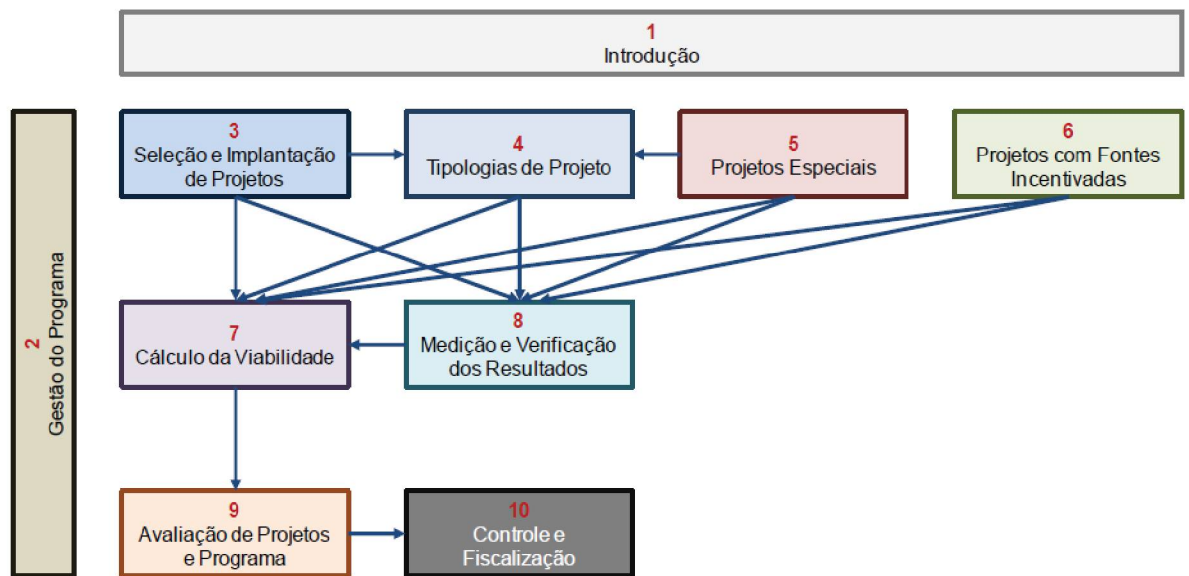 1
Introdução
2
Gestão do Programa
3
Seleção e Implantação
de Projetos
4
Tipologias de Projeto
5
Projetos Especiais
6
Projetos com Fontes
Incentivadas
7
Cálculo da Viabilidade
8
Medição e Verificação
dos Resultados
9
Avaliação de Projetos
e Programa
10
Controle e
Fiscalização